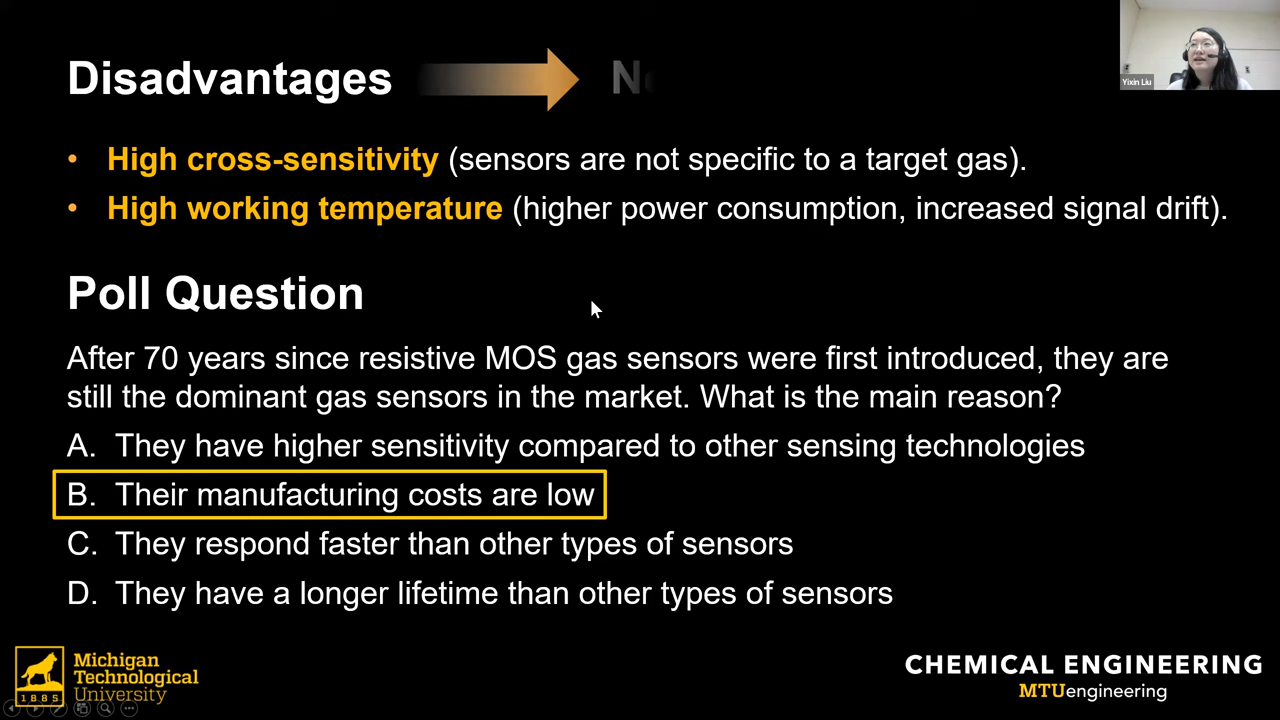 Disadvantages
Yixin Liu
• High cross-sensitivity (sensors are not specific to a target gas).
• High working temperature (higher power consumption, increased signal drift).
Poll Question
After 70 years since resistive MOS gas sensors were first introduced, they are
still the dominant gas sensors in the market. What is the main reason?
A. They have higher sensitivity compared to other sensing technologies
B. Their manufacturing costs are low
C. They respond faster than other types of sensors
D. They have a longer lifetime than other types of sensors
Michigan
Technological
University
1885
CHEMICAL ENGINEERING
MTUengineering